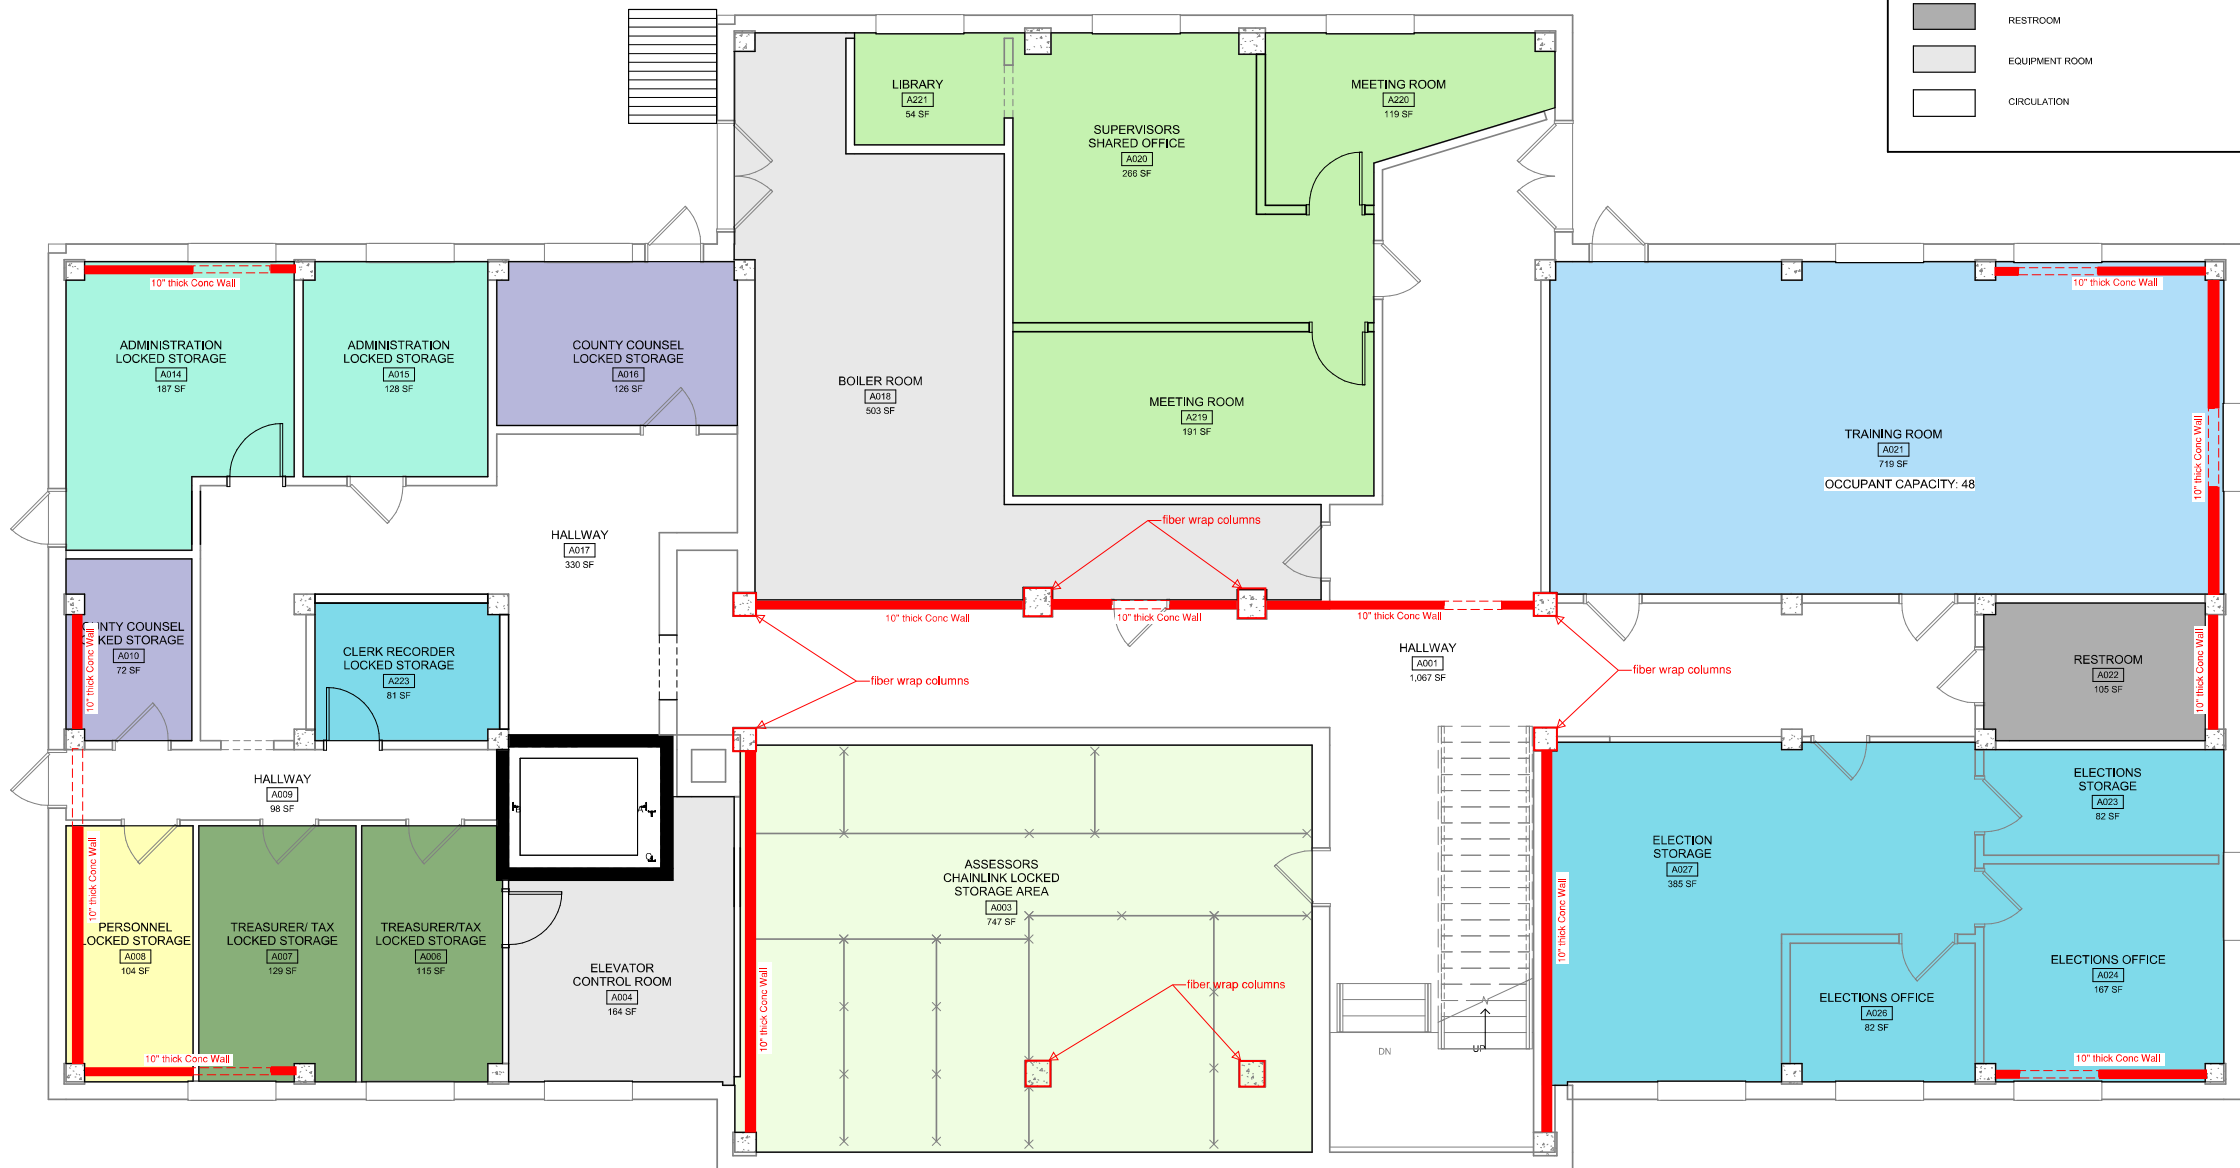 RESTROOM
EQUIPMENT ROOM
CIRCULATION
LIBRARY
A221
54 SF
MEETING ROOM
A220
119 SF
SUPERVISORS
SHARED OFFICE
A020
266 SF
10" thick Conc Wall
10" thick Conc Wall
ADMINISTRATION
LOCKED STORAGE
A014
187 SF
ADMINISTRATION
LOCKED STORAGE
A015
128 SF
COUNTY COUNSEL
LOCKED STORAGE
A016
126 SF
BOILER ROOM
A018
503 SF
MEETING ROOM
A219
191 SF
TRAINING ROOM
A021
719 SF
OCCUPANT CAPACITY: 48
10" thick Conc Wall
fiber wrap columns
HALLWAY
A017
330 SF
10" thick Conc Wall
10" thick Conc Wall
10" thick Conc Wall
UNTY COUNSEL
KED STORAGE
A010
72 SF
10" thick Conc Wall
CLERK RECORDER
LOCKED STORAGE
A223
81 SF
fiber wrap columns
HALLWAY
A001
1,067 SF
fiber wrap columns
RESTROOM
A022
105 SF
10" thick Conc Wall
HALLWAY
A009
98 SF
ELECTIONS
STORAGE
A023
82 SF
ELECTION
STORAGE
A027
385 SF
ASSESSORS
CHAINLINK LOCKED
STORAGE AREA
A003
747 SF
10" thick Conc Wall
PERSONNEL
LOCKED STORAGE
A008
104 SF
TREASURER/ TAX
LOCKED STORAGE
A007
129 SF
TREASURER/TAX
LOCKED STORAGE
A006
115 SF
ELEVATOR
CONTROL ROOM
A004
164 SF
10" thick Conc Wall
10" thick Conc Wall
ELECTIONS OFFICE
A024
167 SF
fiber wrap columns
ELECTIONS OFFICE
A026
82 SF
DN
UP
10" thick Conc Wall
10" thick Conc Wall